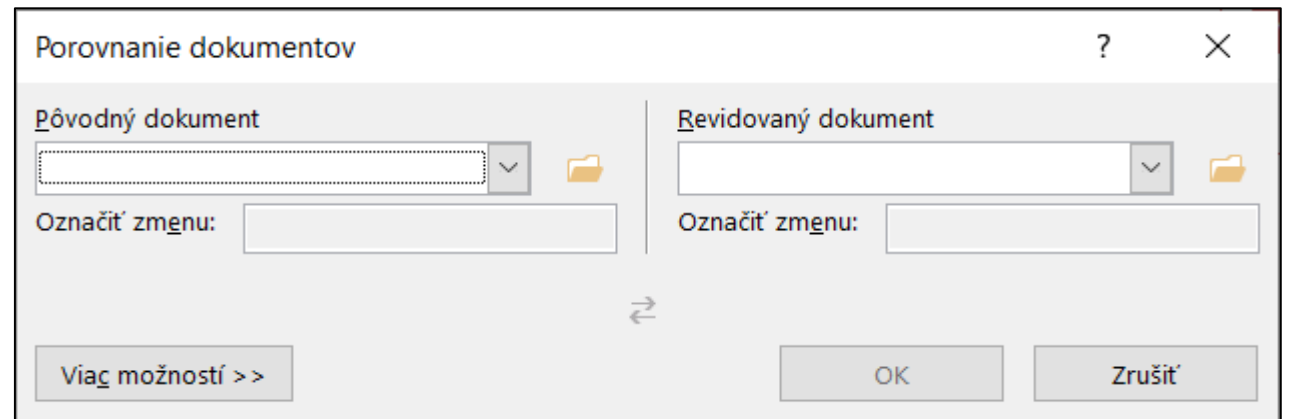 Porovnanie dokumentov ?
Pôvodný dokument
Revidovaný dokument
Označiť zmenu:
Označiť zmenu:
Viac možností >>
OK
Zrušiť